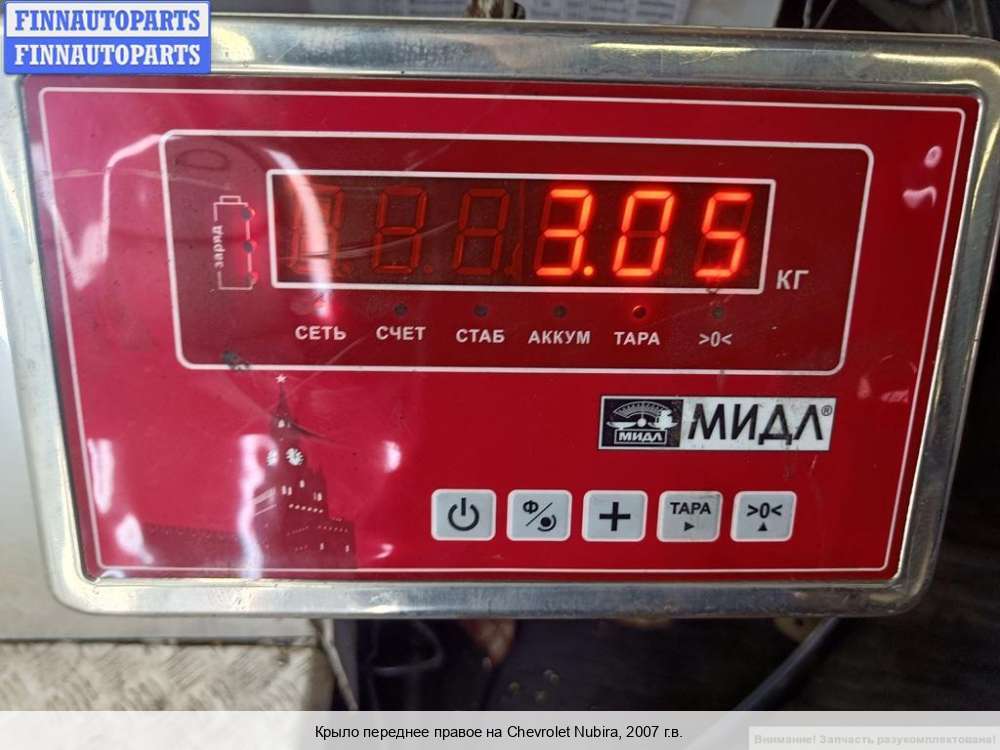 FINNAUTOPARTS
FINNAUTOPARTS
заряд
3.05
КГ
СЕТЬ СЧЕТ СТАБ АККУМ ТАРА >0<
МИДЛ
МИДЛ®
Ф
ТАРА >0<
Крыло переднее правое на Chevrolet Nubira, 2007 г.в.
Внимание! Запчасть разукомплектована!